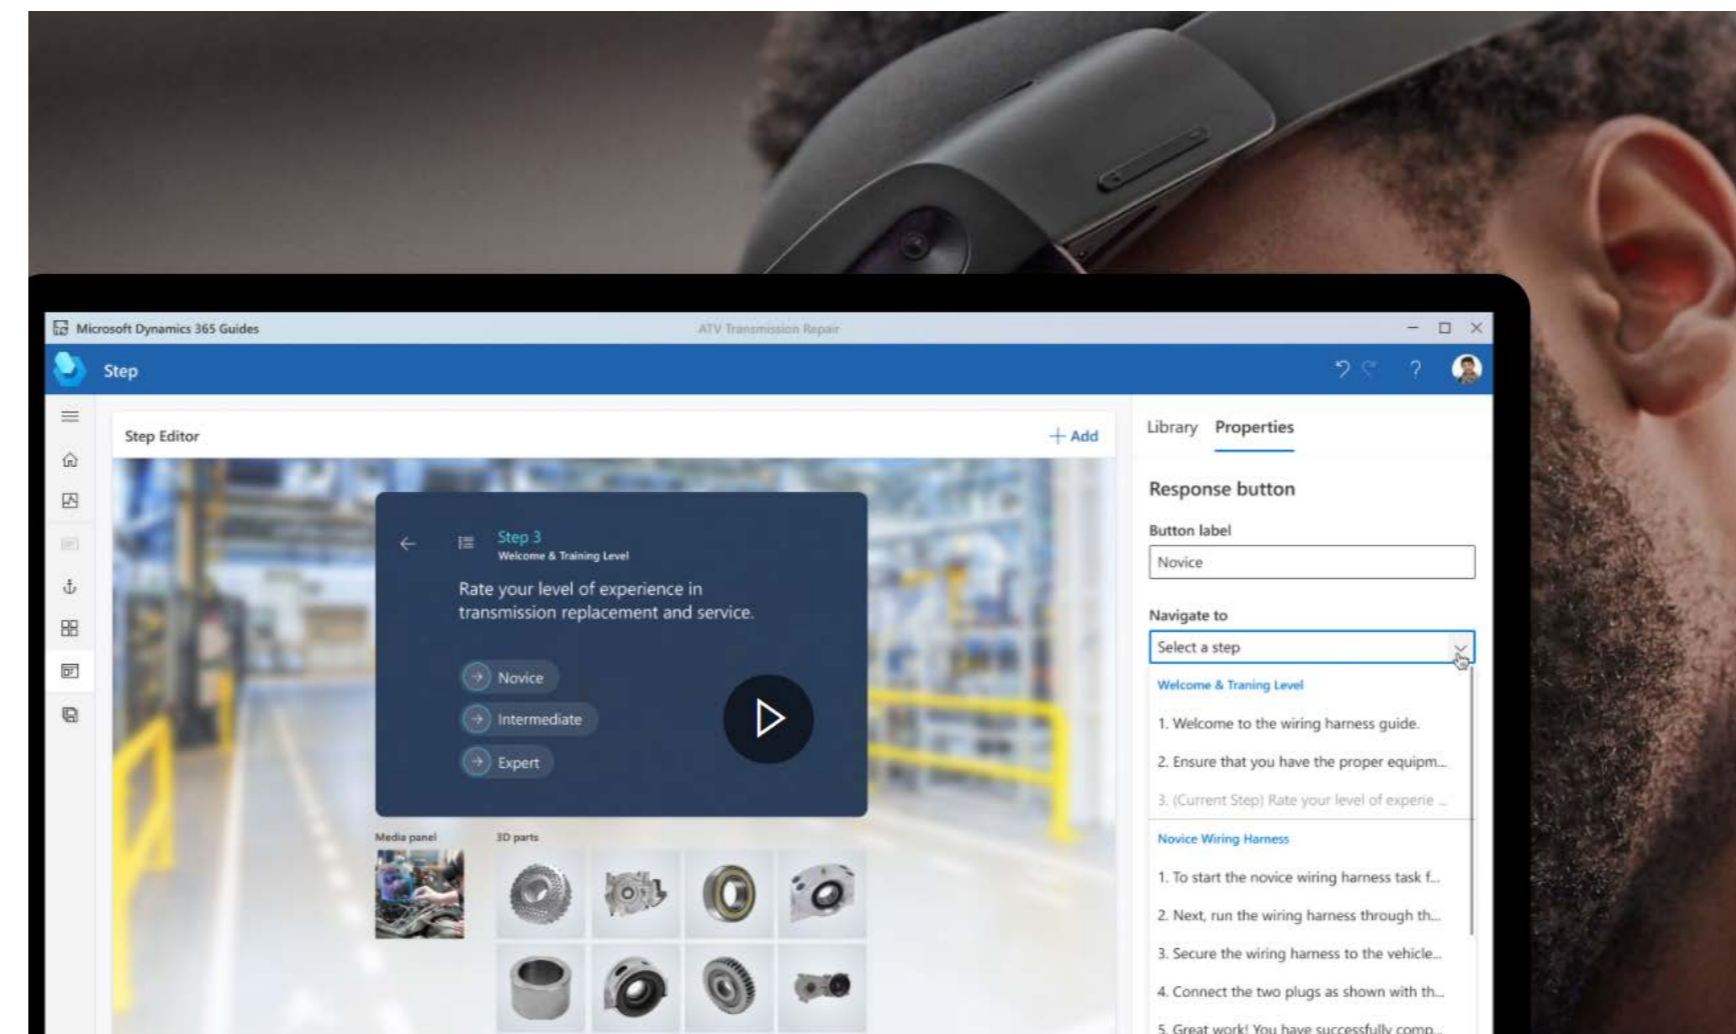 Microsoft Dynamics 365 Guides
ATV Transmission Repair
Step
Step Editor
+ Add
Library Properties
Step 3
Welcome & Training Level
Rate your level of experience in
transmission replacement and service.
Novice
Intermediate
Expert
Media panel
3D parts
Response button
Button label
Novice
Navigate to
Select a step
Welcome & Traning Level
1. Welcome to the wiring harness guide.
2. Ensure that you have the proper equipm...
3. (Current Step) Rate your level of experie ...
Novice Wiring Harness
1. To start the novice wiring harness task f...
2. Next, run the wiring harness through th...
3. Secure the wiring harness to the vehicle...
4. Connect the two plugs as shown with th...
5. Great work! You have successfully comp...